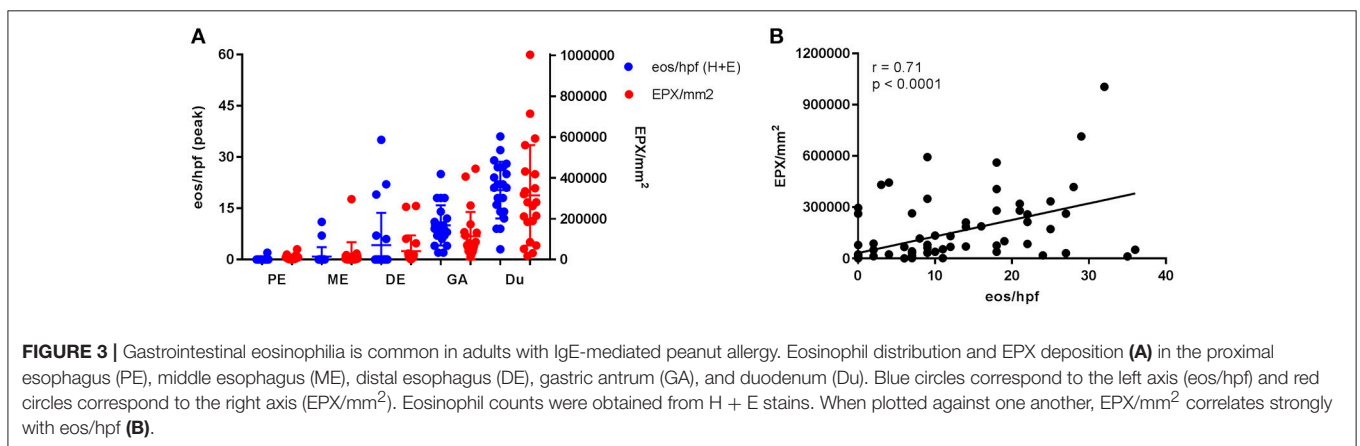 A
60
45
30
15
0
eos/hpf (peak)
PE
ME
DE
GA
Du
1000000
800000
600000
400000
200000
0
EPX/mm²
eos/hpf (H+E)
EPX/mm2
B
1200000
900000
600000
300000
0
EPX/mm²
r = 0.71
p < 0.0001
0
10
20
30
40
eos/hpf
FIGURE 3 | Gastrointestinal eosinophilia is common in adults with IgE-mediated peanut allergy. Eosinophil distribution and EPX deposition (A) in the proximal
esophagus (PE), middle esophagus (ME), distal esophagus (DE), gastric antrum (GA), and duodenum (Du). Blue circles correspond to the left axis (eos/hpf) and red
circles correspond to the right axis (EPX/mm²). Eosinophil counts were obtained from H + E stains. When plotted against one another, EPX/mm² correlates strongly
with eos/hpf (B).